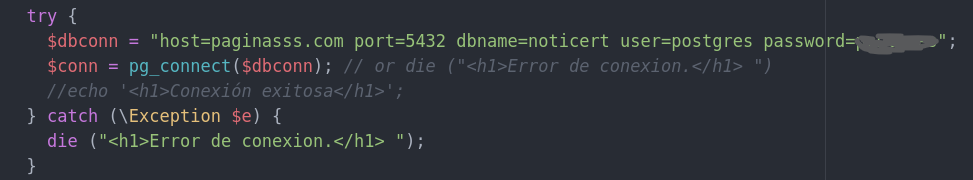 try {
$dbconn = "host=paginasss.com port=5432 dbname=noticert user=postgres password=";
$conn = pg_connect($dbconn); // or die ("<h1>Error de conexion.</h1> ")
//echo '<h1>Conexión exitosa</h1>';
} catch (\Exception $e) {
die ("<h1>Error de conexion.</h1> ");
}